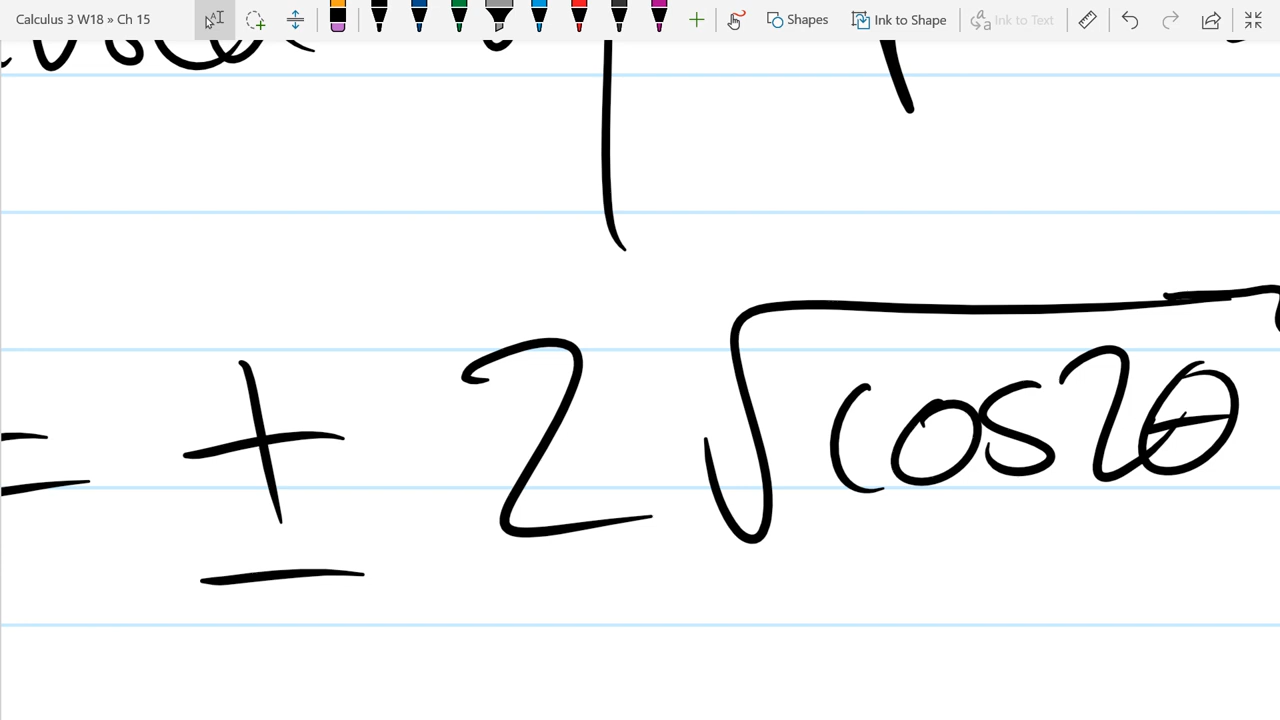 Calculus 3 W18 » Ch 15
Shapes
Ink to Shape
Ink to Text
= ± 2 √cos2θ